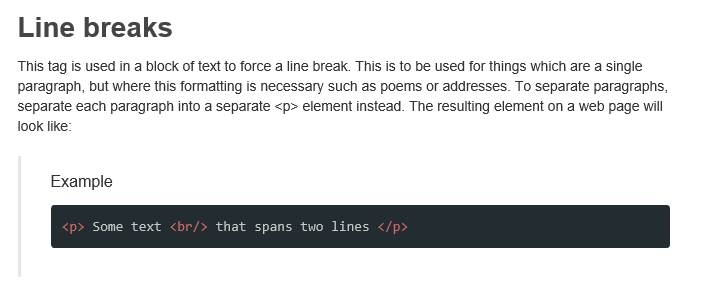 Line breaks
This tag is used in a block of text to force a line break. This is to be used for things which are a single
paragraph, but where this formatting is necessary such as poems or addresses. To separate paragraphs,
separate each paragraph into a separate <p> element instead. The resulting element on a web page will
look like:
Example
<p> Some text <br/> that spans two lines </p>